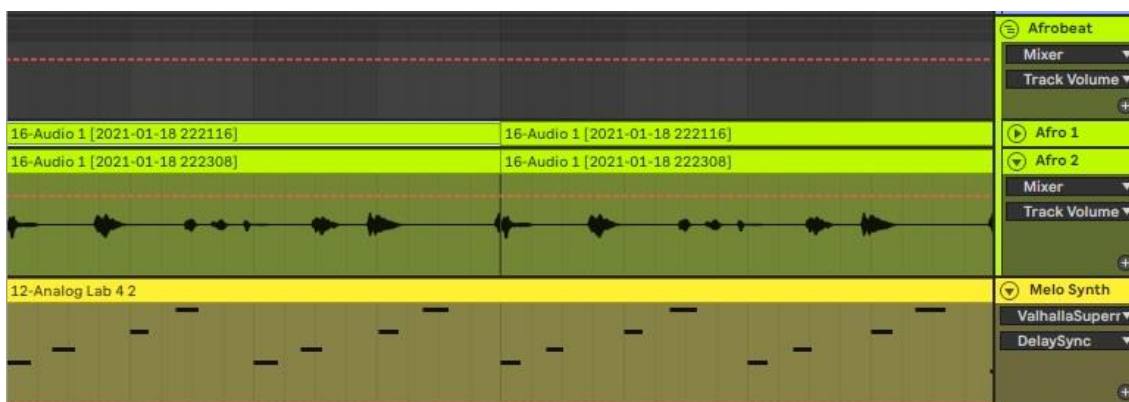 Afrobeat
Mixer
Track Volume
16-Audio 1 [2021-01-18 222116]
16-Audio 1 [2021-01-18 222116]
Afro 1
16-Audio 1 [2021-01-18 222308]
16-Audio 1 [2021-01-18 222308]
Afro 2
Mixer
Track Volume
12-Analog Lab 4 2
Melo Synth
ValhallaSuperr
DelaySync